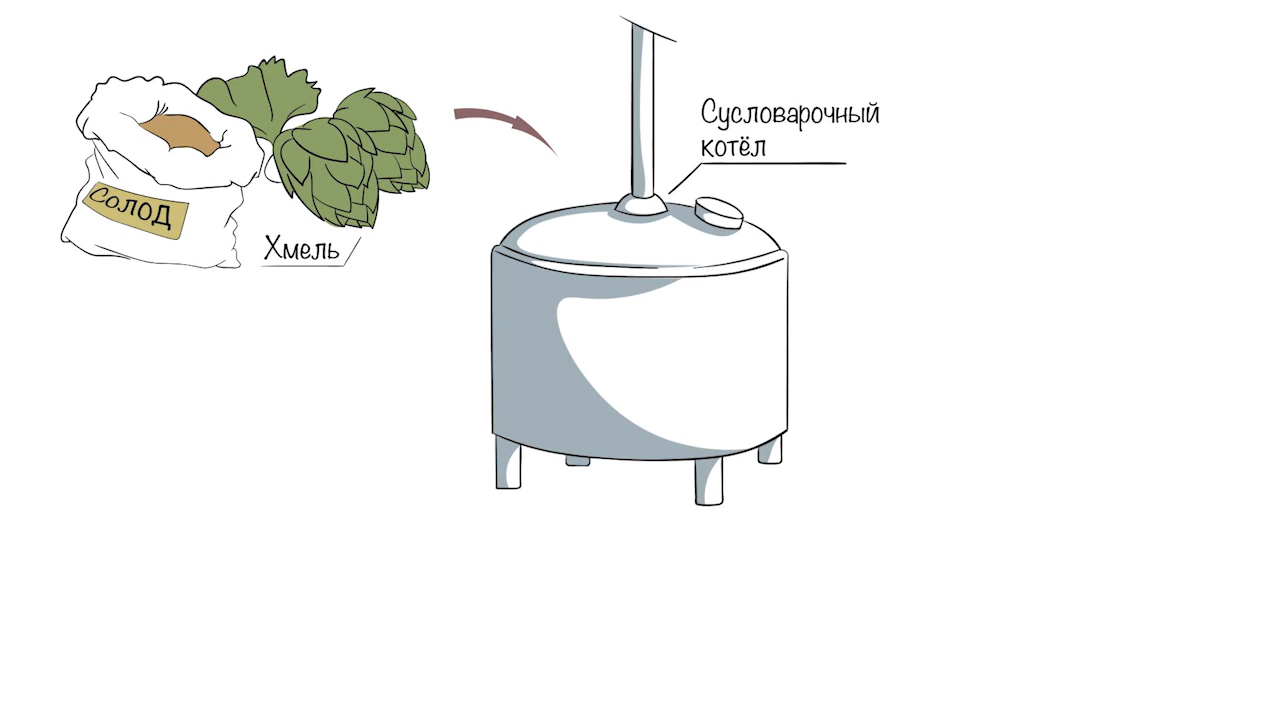 Солод
Хмель
Сусловарочный
котёл